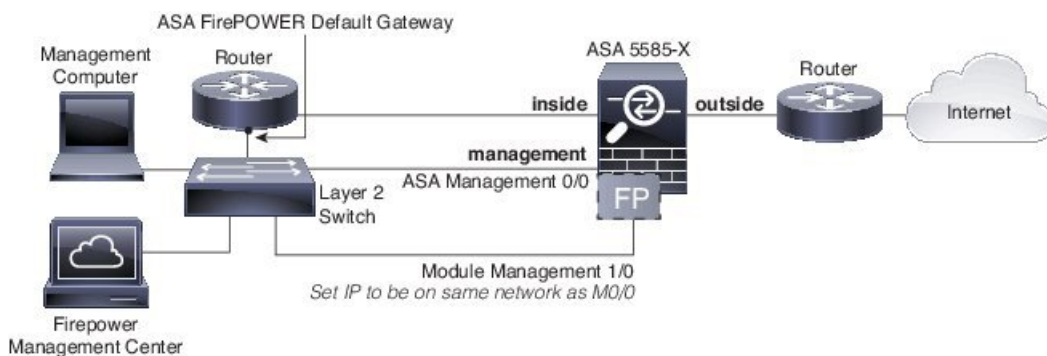 ASA FirePOWER Default Gateway
Management
Computer
Router
ASA 5585-X
Router
inside
outside
Internet
management
ASA Management 0/0
Layer 2
Switch
FP
Module Management 1/0
Set IP to be on same network as M0/0
Firepower
Management Center